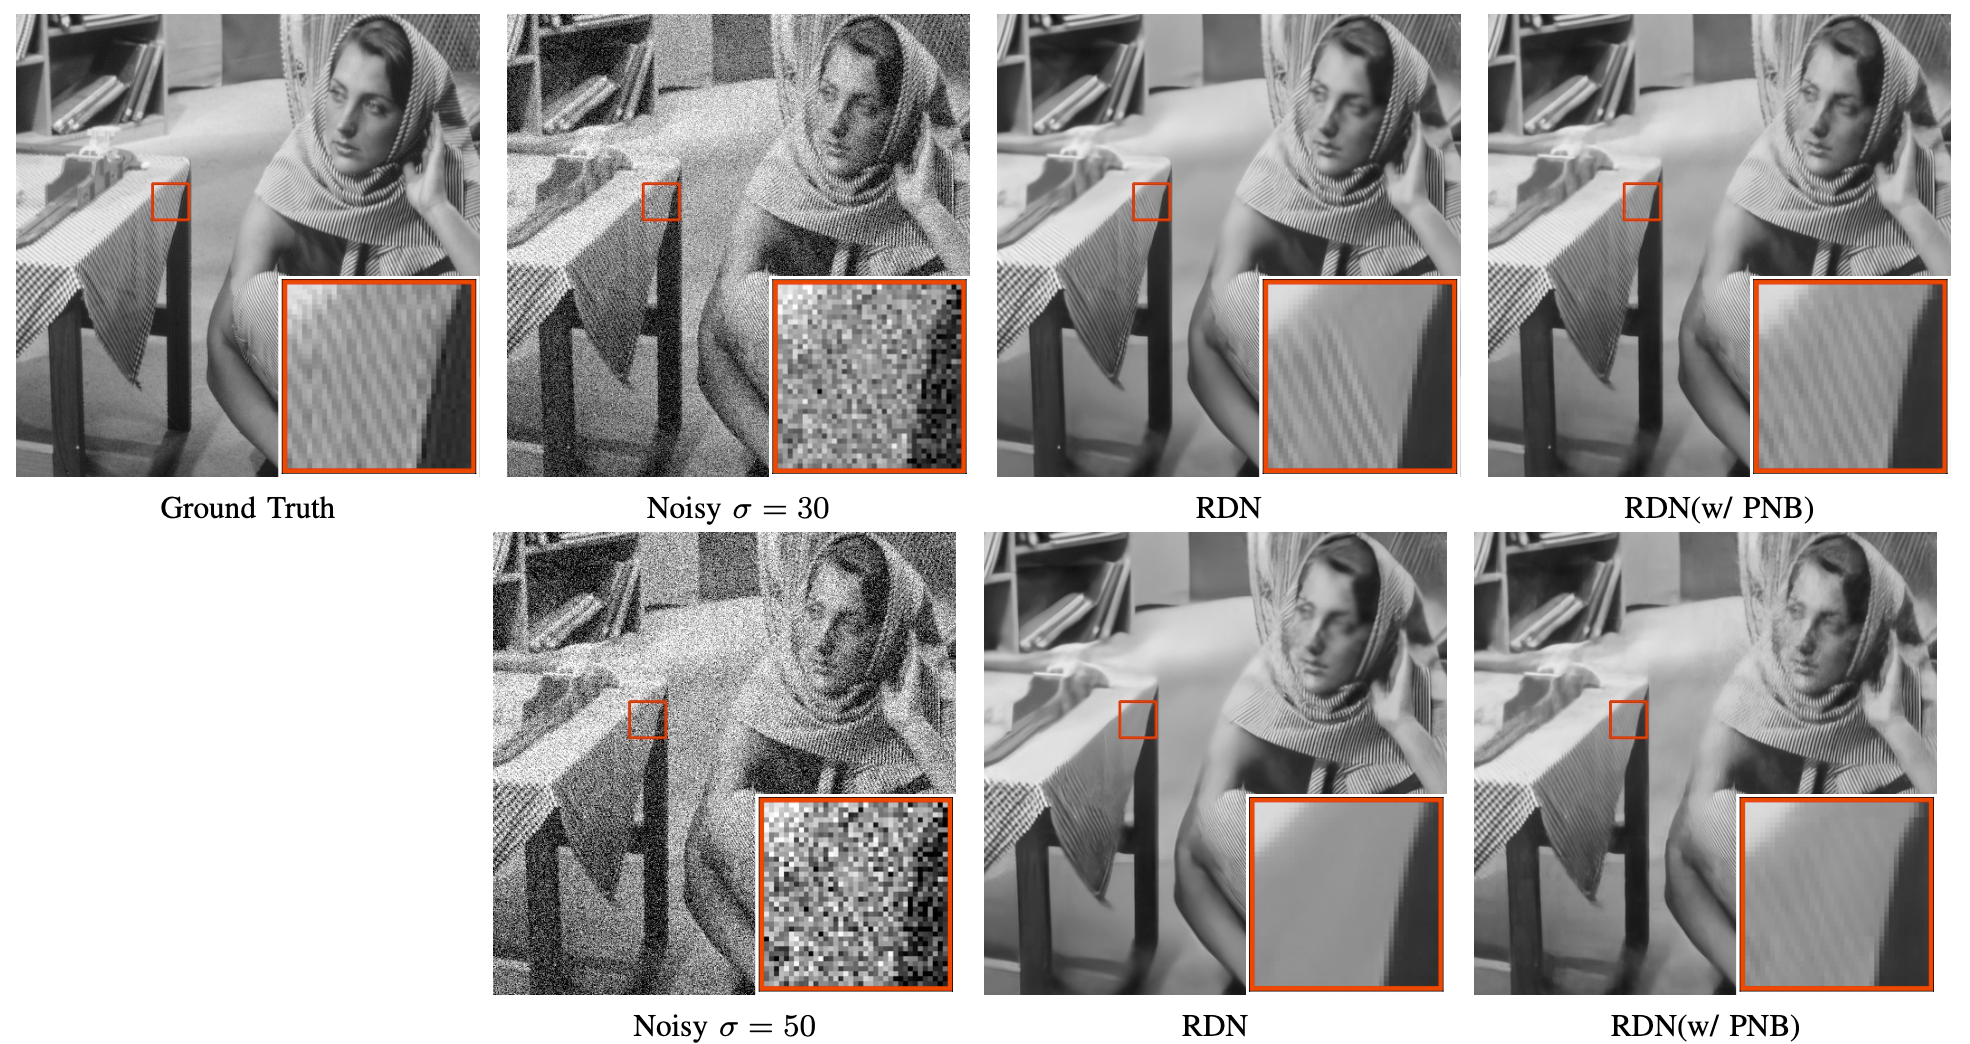 Ground Truth
Noisy σ = 30
RDN
RDN(w/ PNB)
Noisy σ = 50
RDN
RDN(w/ PNB)